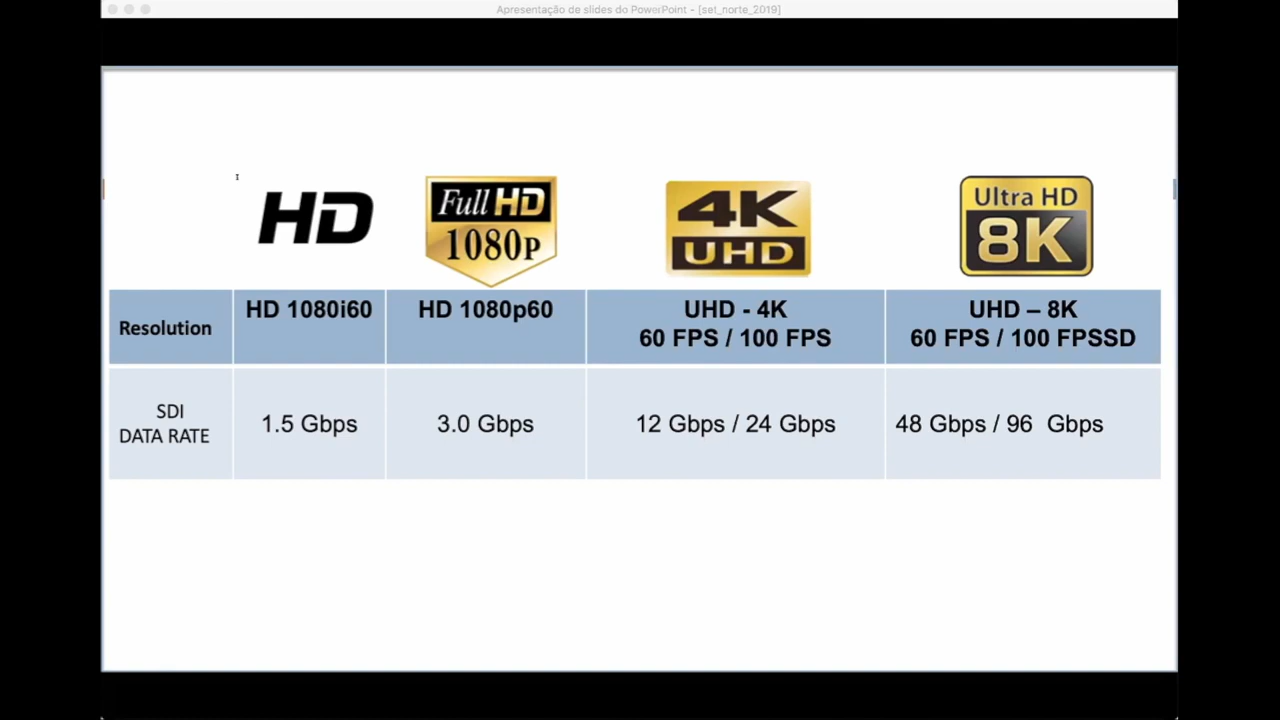 Apresentação de slides do PowerPoint - [set_norte_2019]
HD
Full HD
1080p
4K
UHD
Ultra HD
8K
Resolution
HD 1080i60
HD 1080p60
UHD - 4K
60 FPS / 100 FPS
UHD – 8K
60 FPS / 100 FPSSD
SDI
DATA RATE
1.5 Gbps
3.0 Gbps
12 Gbps / 24 Gbps
48 Gbps / 96 Gbps